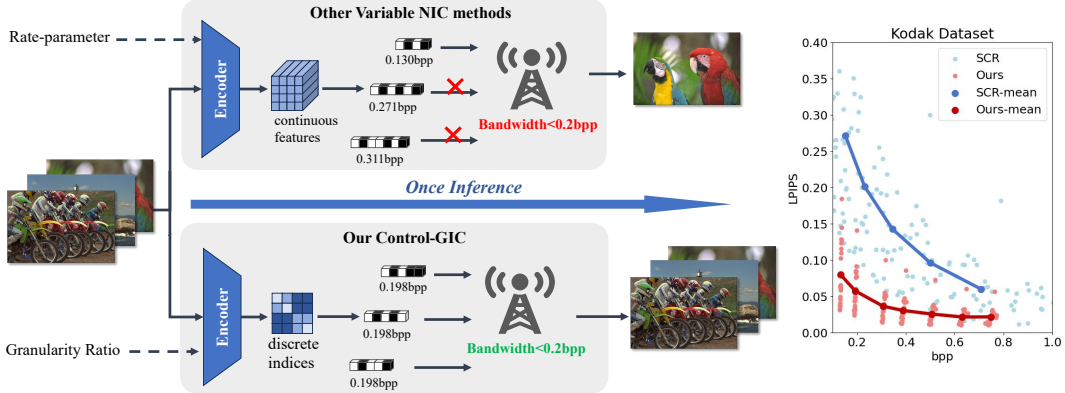 Other Variable NIC methods
Rate-parameter
Encoder
continuous
features
0.130bpp
0.271bpp
0.311bpp
Bandwidth<0.2bpp
Once Inference
Our Control-GIC
Granularity Ratio
Encoder
discrete
indices
0.198bpp
0.198bpp
0.198bpp
Bandwidth<0.2bpp
Kodak Dataset
SCR
Ours
SCR-mean
Ours-mean
LPIPS
0.40
0.35
0.30
0.25
0.20
0.15
0.10
0.05
0.00
0.2
0.4
0.6
0.8
1.0
bpp